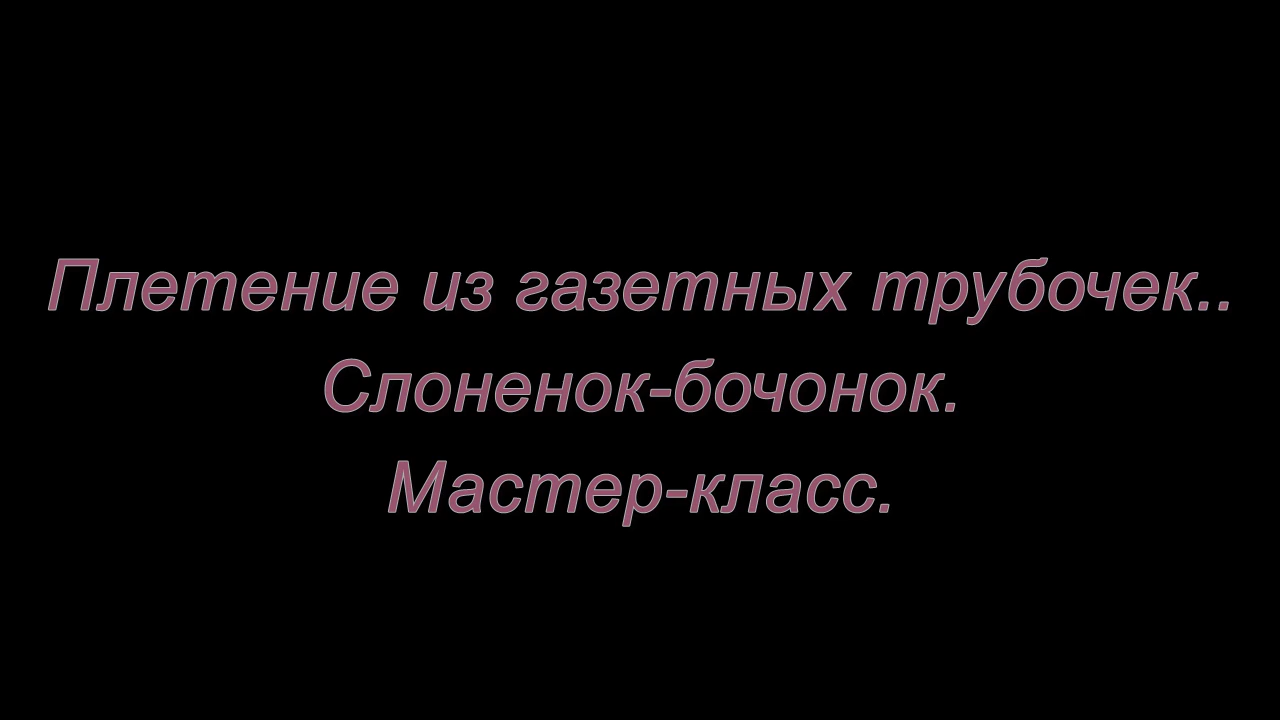 Плетение из газетных трубочек..
Слоненок-бочонок.
Мастер-класс.